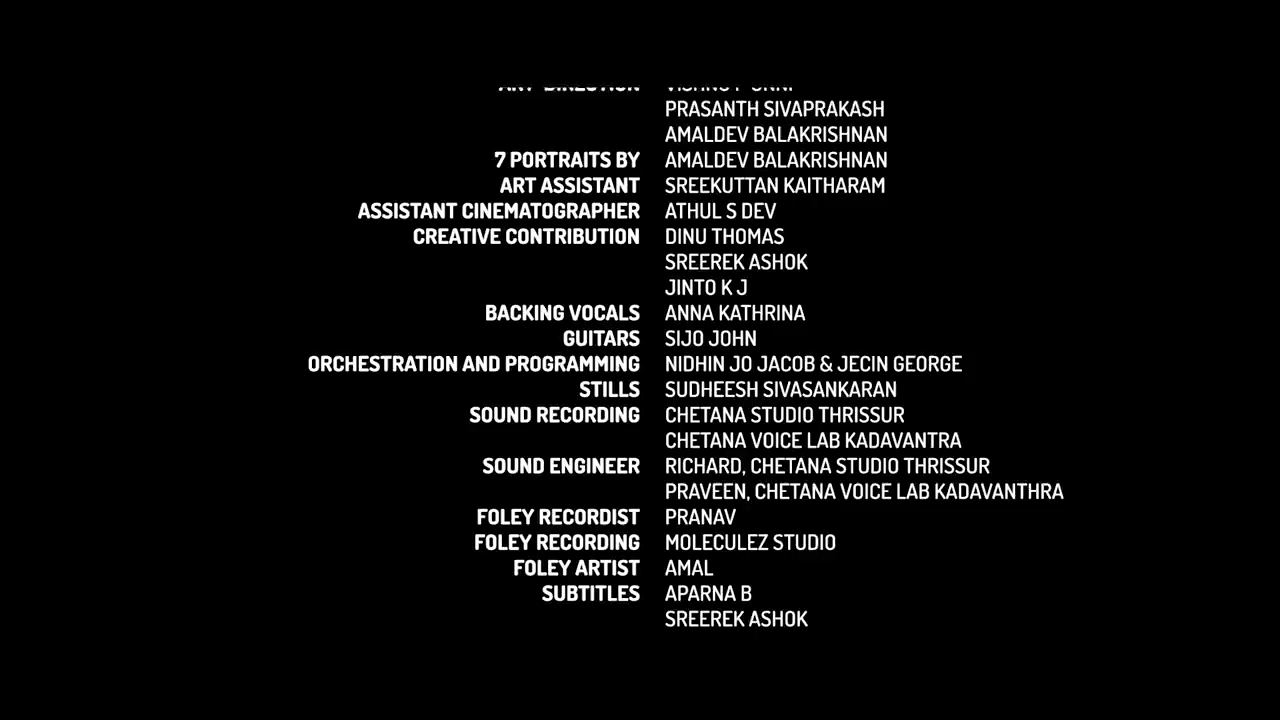 ART DIRECTION
PRASANTH SIVAPRAKASH
AMALDEV BALAKRISHNAN
7 PORTRAITS BY AMALDEV BALAKRISHNAN
ART ASSISTANT SREEKUTTAN KAITHARAM
ASSISTANT CINEMATOGRAPHER ATHUL S DEV
CREATIVE CONTRIBUTION DINU THOMAS
SREEREK ASHOK
JINTO K J
BACKING VOCALS ANNA KATHRINA
GUITARS SIJO JOHN
ORCHESTRATION AND PROGRAMMING NIDHIN JO JACOB & JECIN GEORGE
STILLS SUDHEESH SIVASANKARAN
SOUND RECORDING CHETANA STUDIO THRISSUR
CHETANA VOICE LAB KADAVANTRA
SOUND ENGINEER RICHARD, CHETANA STUDIO THRISSUR
PRAVEEN, CHETANA VOICE LAB KADAVANTHRA
FOLEY RECORDIST PRANAV
FOLEY RECORDING MOLECULEZ STUDIO
FOLEY ARTIST AMAL
SUBTITLES APARNA B
SREEREK ASHOK